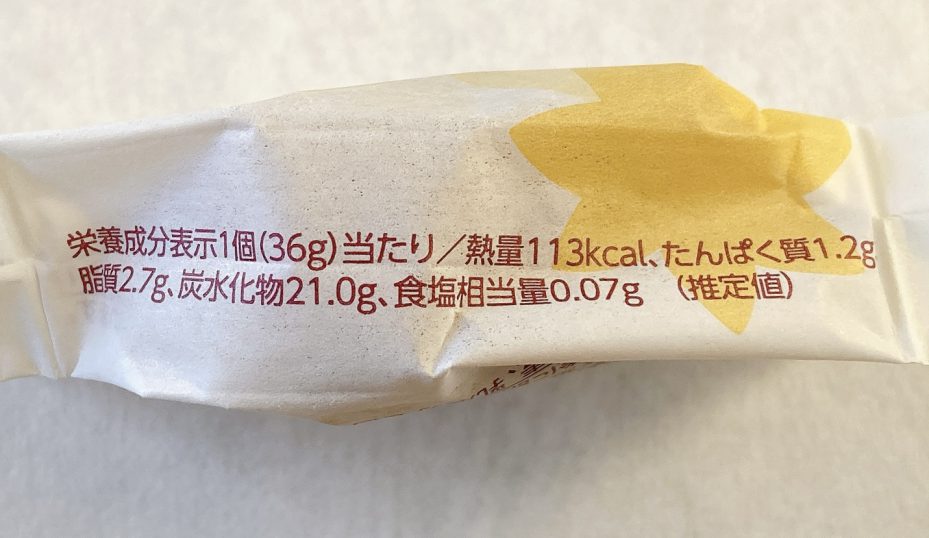 栄養成分表示1個(36g)当たり／熱量113kcal、たんぱく質1.2g
脂質2.7g、炭水化物21.0g、食塩相当量0.07g （推定値）